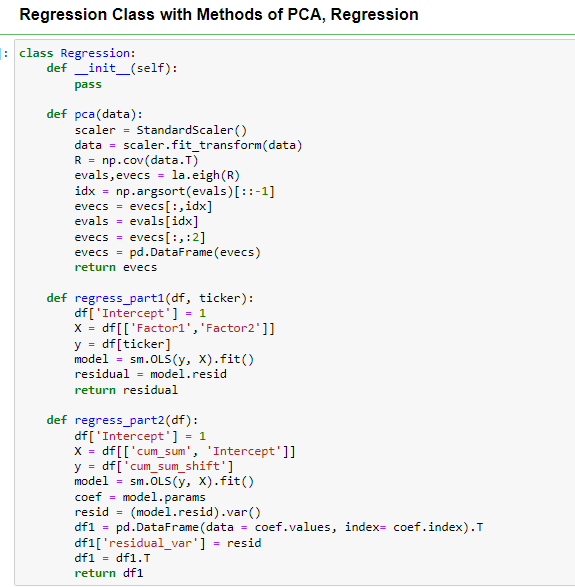 Regression Class with Methods of PCA, Regression
]: class Regression:
    def __init__(self):
        pass

    def pca(data):
        scaler = StandardScaler()
        data = scaler.fit_transform(data)
        R = np.cov(data.T)
        evals,evecs = la.eigh(R)
        idx = np.argsort(evals)[::-1]
        evecs = evecs[:,idx]
        evals = evals[idx]
        evecs = evecs[:,:2]
        evecs = pd.DataFrame(evecs)
        return evecs

    def regress_part1(df, ticker):
        df['Intercept'] = 1
        X = df[['Factor1','Factor2']]
        y = df[ticker]
        model = sm.OLS(y, X).fit()
        residual = model.resid
        return residual

    def regress_part2(df):
        df['Intercept'] = 1
        X = df[['cum_sum', 'Intercept']]
        y = df['cum_sum_shift']
        model = sm.OLS(y, X).fit()
        coef = model.params
        resid = (model.resid).var()
        df1 = pd.DataFrame(data = coef.values, index= coef.index).T
        df1['residual_var'] = resid
        df1 = df1.T
        return df1